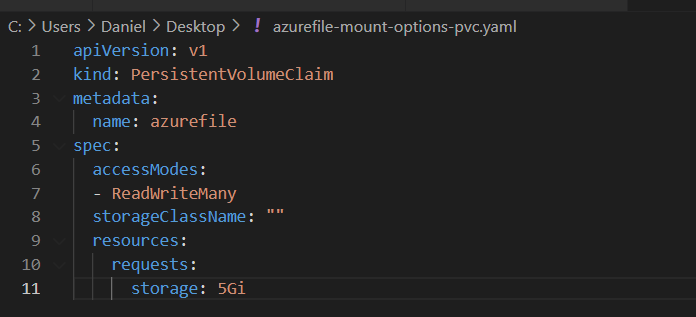 C: > Users > Daniel > Desktop > ! azurefile-mount-options-pvc.yaml
1 apiVersion: v1
2 kind: PersistentVolumeClaim
3 metadata:
4   name: azurefile
5 spec:
6   accessModes:
7   - ReadWriteMany
8   storageClassName: ""
9   resources:
10     requests:
11       storage: 5Gi